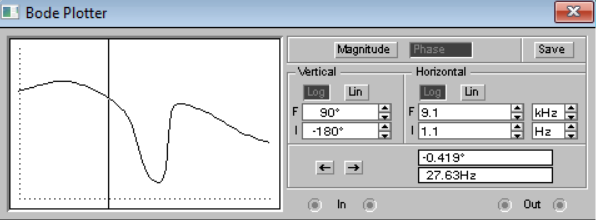 Bode Plotter
Magnitude Phase Save
Vertical Horizontal
Log Lin Log Lin
F 90° F 9.1 kHz
I -180° I 1.1 Hz
← → -0.419°
27.63Hz
In Out